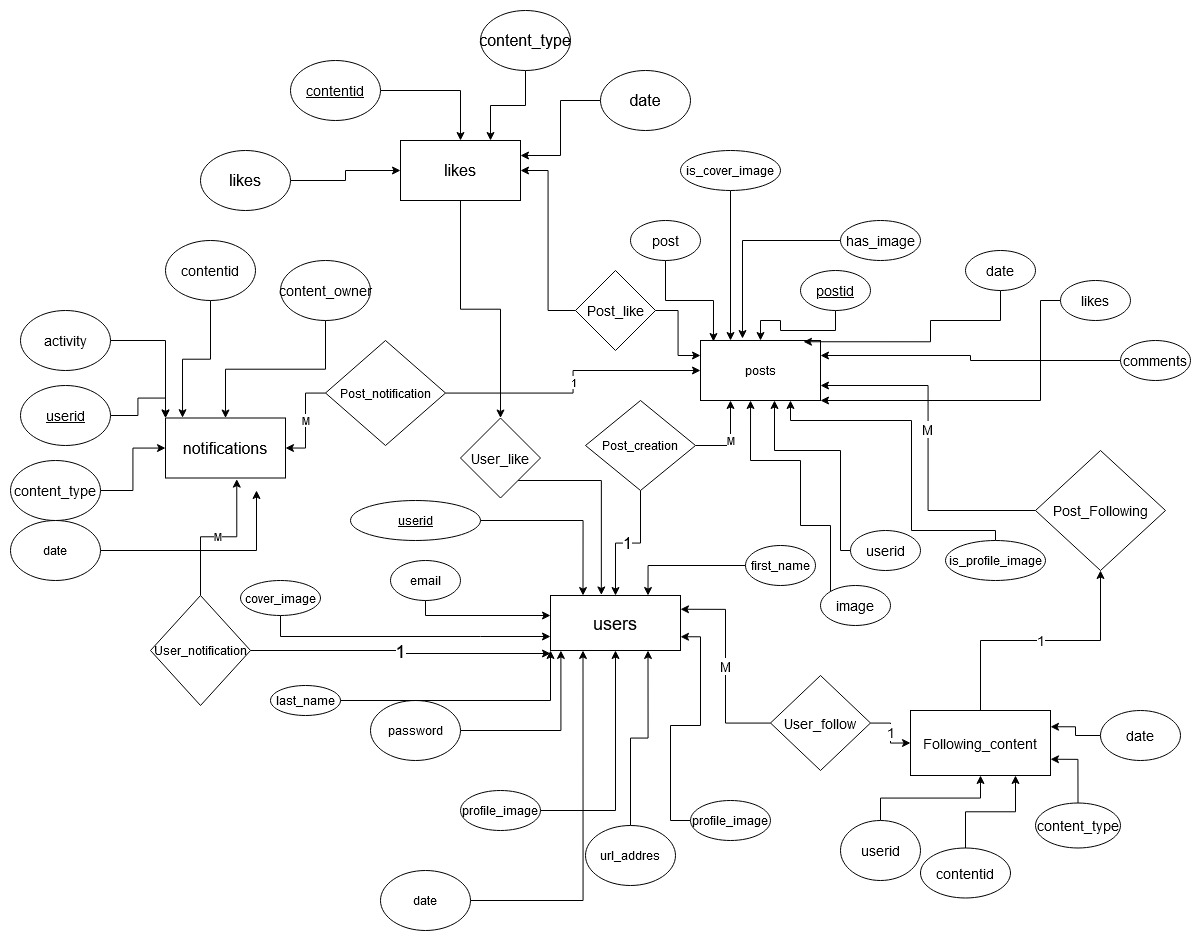 content_type
contentid
date
likes
likes
is_cover_image
post
has_image
contentid
content_owner
postid
date
likes
Post_like
activity
Post_notification
1
posts
comments
userid
M
notifications
User_like
Post_creation
M
M
content_type
Post_Following
userid
date
M
1
userid
is_profile_image
email
first_name
cover_image
image
users
User_notification
1
1
M
last_name
password
User_follow
1
Following_content
date
profile_image
profile_image
content_type
url_addres
userid
contentid
date